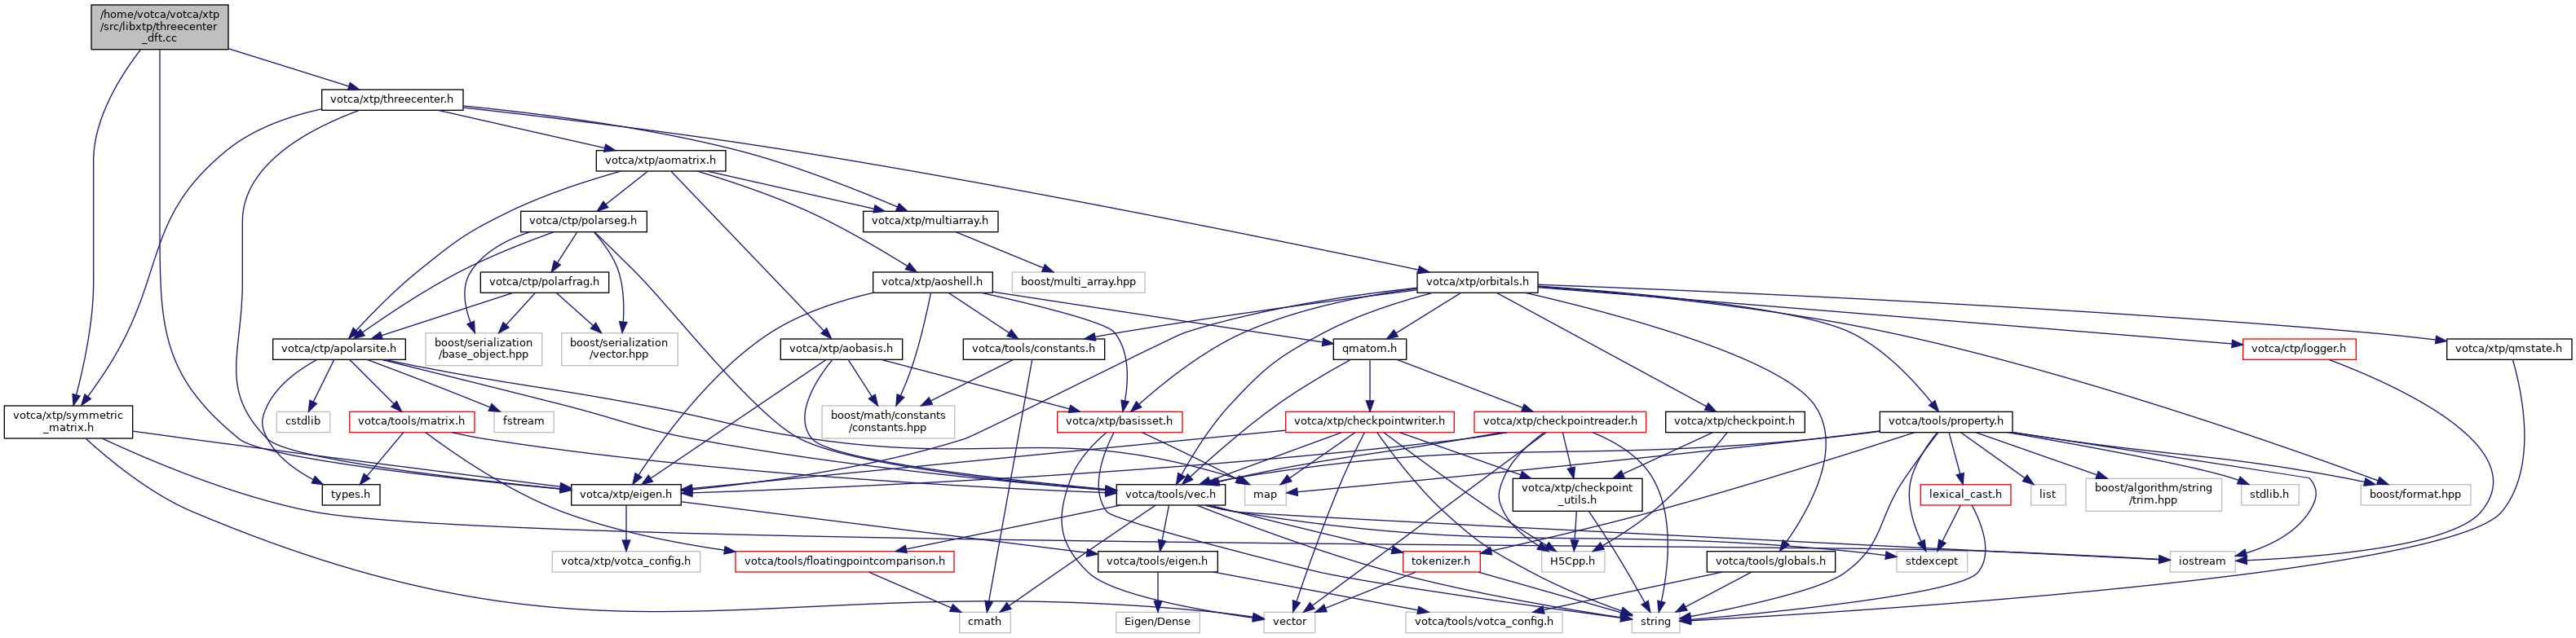 /home/votca/votca/xtp
/src/libxtp/threecenter
_dft.cc
votca/xtp/threecenter.h
votca/xtp/aomatrix.h
votca/ctp/polarseg.h
votca/xtp/multiarray.h
votca/ctp/polarfrag.h
votca/xtp/aoshell.h
boost/multi_array.hpp
votca/xtp/orbitals.h
votca/ctp/apolarsite.h
boost/serialization
/base_object.hpp
boost/serialization
/vector.hpp
votca/xtp/aobasis.h
votca/tools/constants.h
qmatom.h
votca/ctp/logger.h
votca/xtp/qmstate.h
votca/xtp/symmetric
_matrix.h
cstdlib
votca/tools/matrix.h
fstream
boost/math/constants
/constants.hpp
votca/xtp/basisset.h
votca/xtp/checkpointwriter.h
votca/xtp/checkpointreader.h
votca/xtp/checkpoint.h
votca/tools/property.h
types.h
votca/xtp/eigen.h
votca/tools/vec.h
map
votca/xtp/checkpoint
_utils.h
lexical_cast.h
list
boost/algorithm/string
/trim.hpp
stdlib.h
boost/format.hpp
votca/xtp/votca_config.h
votca/tools/floatingpointcomparison.h
votca/tools/eigen.h
tokenizer.h
H5Cpp.h
votca/tools/globals.h
stdexcept
iostream
cmath
Eigen/Dense
vector
votca/tools/votca_config.h
string